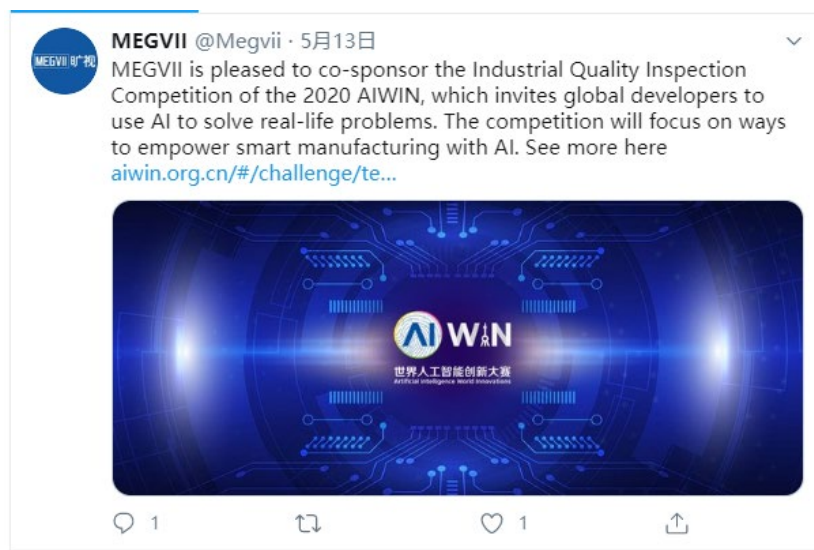 MEGVII @Megvii · 5月13日
MEGVII 旷视
MEGVII is pleased to co-sponsor the Industrial Quality Inspection
Competition of the 2020 AIWIN, which invites global developers to
use AI to solve real-life problems. The competition will focus on ways
to empower smart manufacturing with AI. See more here
aiwin.org.cn/#/challenge/te...
AI WIN
世界人工智能创新大赛
Artificial Intelligence World Innovations
1
1